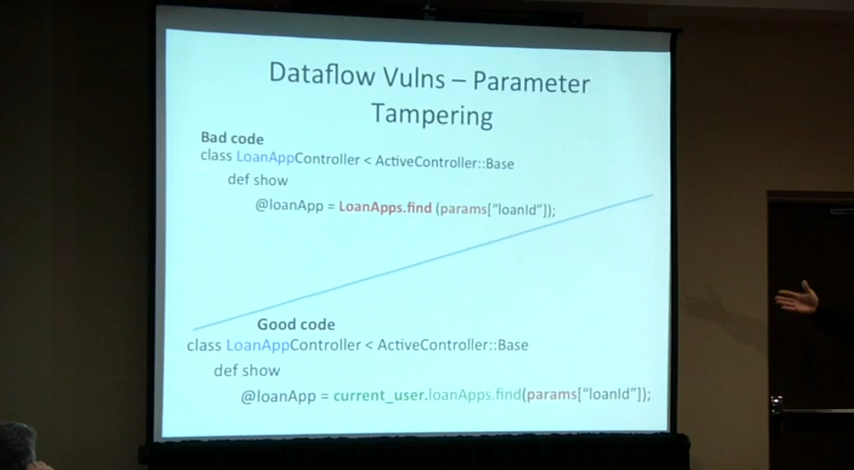 Dataflow Vulns – Parameter
Tampering
Bad code
class LoanAppController < ActiveController::Base
def show
@loanApp = LoanApps.find (params[“loanId”]);
Good code
class LoanAppController < ActiveController::Base
def show
@loanApp = current_user.loanApps.find(params[“loanId”]);